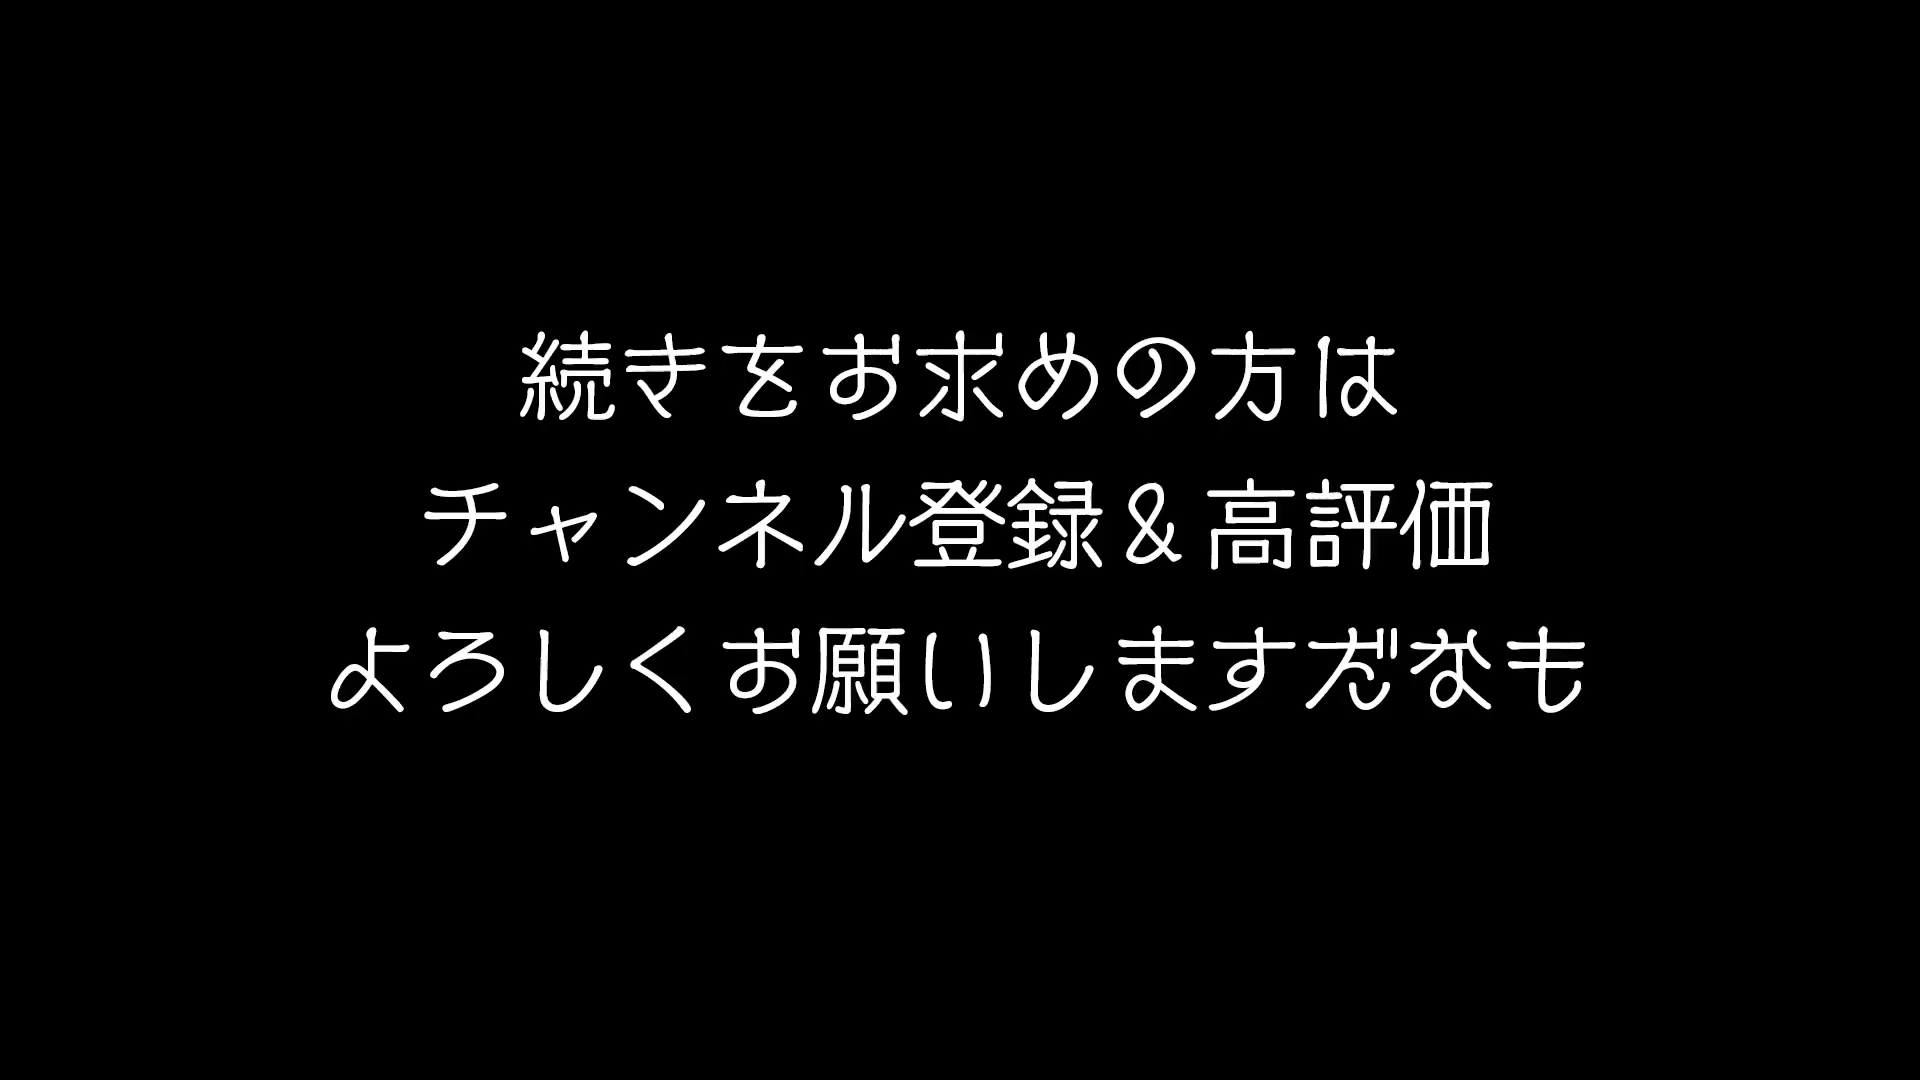 続きをお求めの方は
チャンネル登録＆高評価
よろしくお願いしますだなも